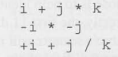 i + j * k
-i * -j
+i + j / k